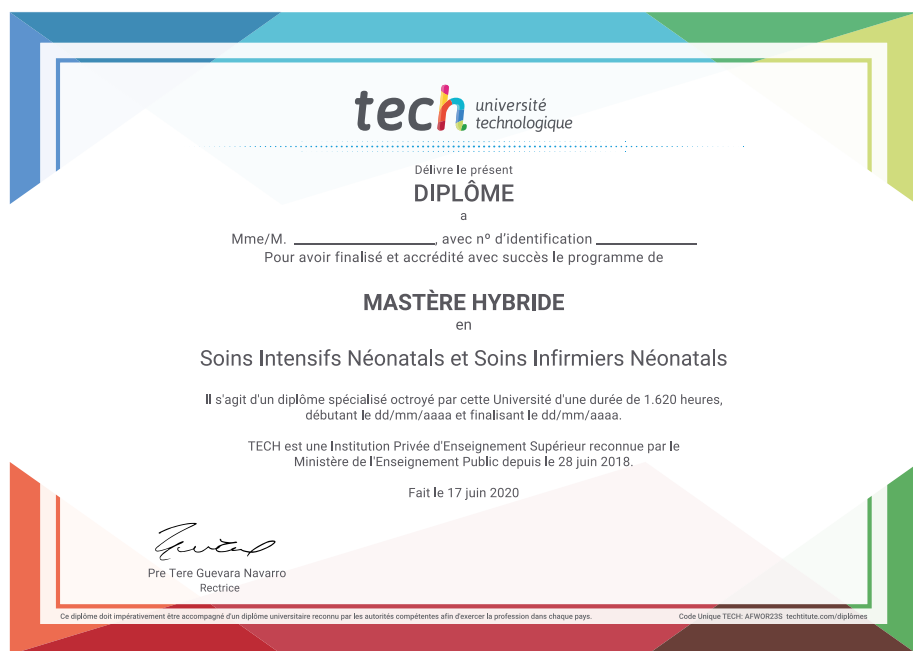 tech université
technologique
Délivre le présent
DIPLÔME
a
Mme/M. ____________________, avec nº d'identification ______________
Pour avoir finalisé et accrédité avec succès le programme de
MASTÈRE HYBRIDE
en
Soins Intensifs Néonatals et Soins Infirmiers Néonatals
Il s'agit d'un diplôme spécialisé octroyé par cette Université d'une durée de 1.620 heures,
débutant le dd/mm/aaaa et finalisant le dd/mm/aaaa.
TECH est une Institution Privée d'Enseignement Supérieur reconnue par le
Ministère de l'Enseignement Public depuis le 28 juin 2018.
Fait le 17 juin 2020
Pre Tere Guevara Navarro
Rectrice
Ce diplôme doit impérativement être accompagné d'un diplôme universitaire reconnu par les autorités compétentes afin d'exercer la profession dans chaque pays.
Code Unique TECH: AFWOR23S techtitute.com/diplômes